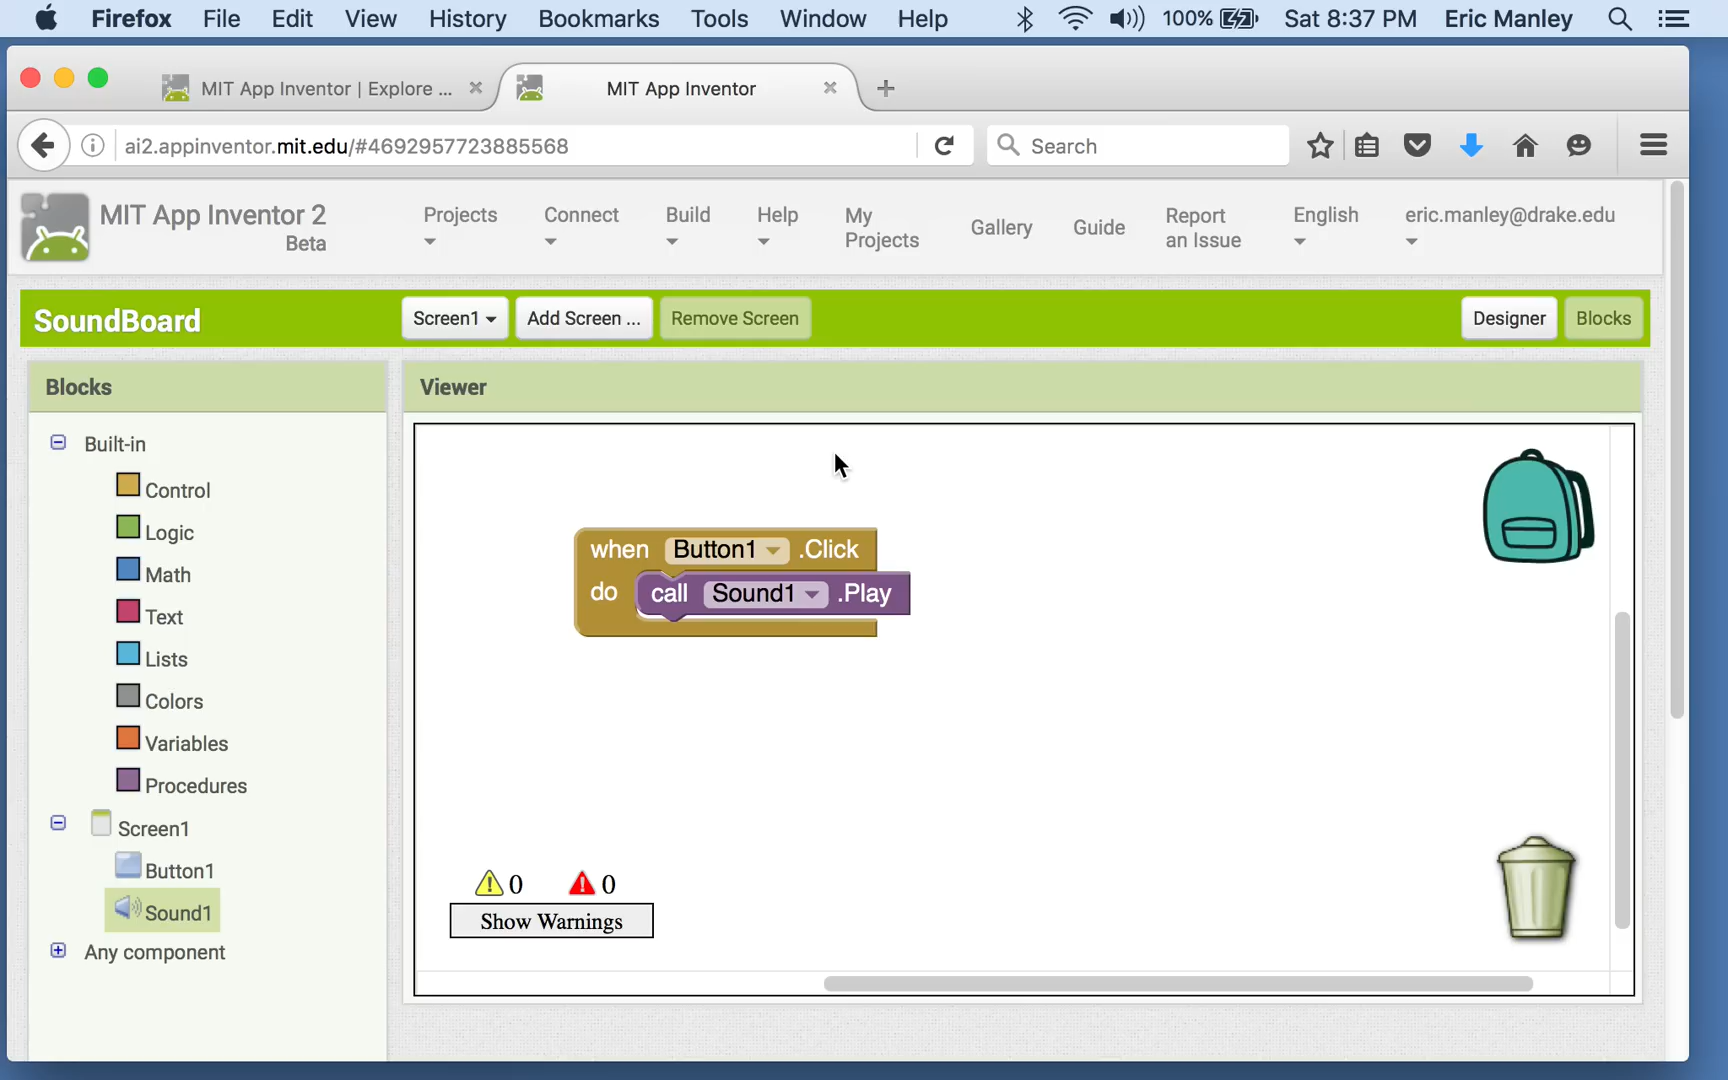 Firefox File Edit View History Bookmarks Tools Window Help 100% Sat 8:37 PM Eric Manley
MIT App Inventor | Explore ... MIT App Inventor
ai2.appinventor.mit.edu/#4692957723885568 Search
MIT App Inventor 2
Beta
Projects
Connect
Build
Help
My
Projects
Gallery
Guide
Report
an Issue
English
eric.manley@drake.edu
SoundBoard Screen1 Add Screen ... Remove Screen Designer Blocks
Blocks
Built-in
Control
Logic
Math
Text
Lists
Colors
Variables
Procedures
Screen1
Button1
Sound1
Any component
Viewer
when Button1 .Click
do call Sound1 .Play
0 0
Show Warnings